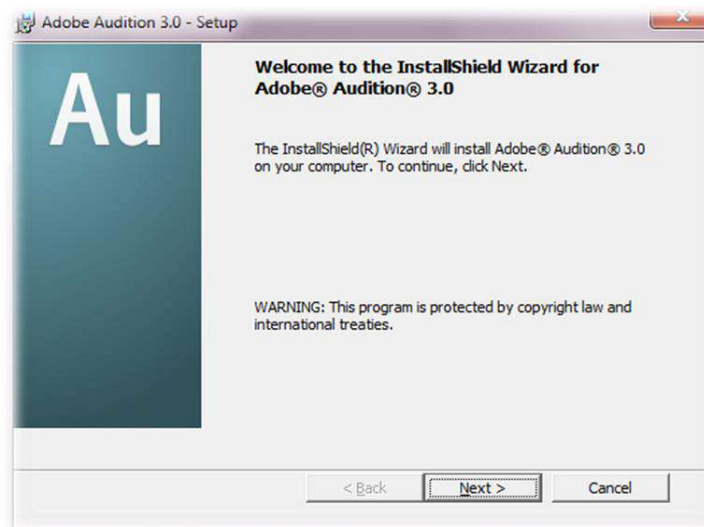 Adobe Audition 3.0 - Setup
Au
Welcome to the InstallShield Wizard for
Adobe® Audition® 3.0
The InstallShield(R) Wizard will install Adobe® Audition® 3.0
on your computer. To continue, click Next.
WARNING: This program is protected by copyright law and
international treaties.
< Back
Next >
Cancel